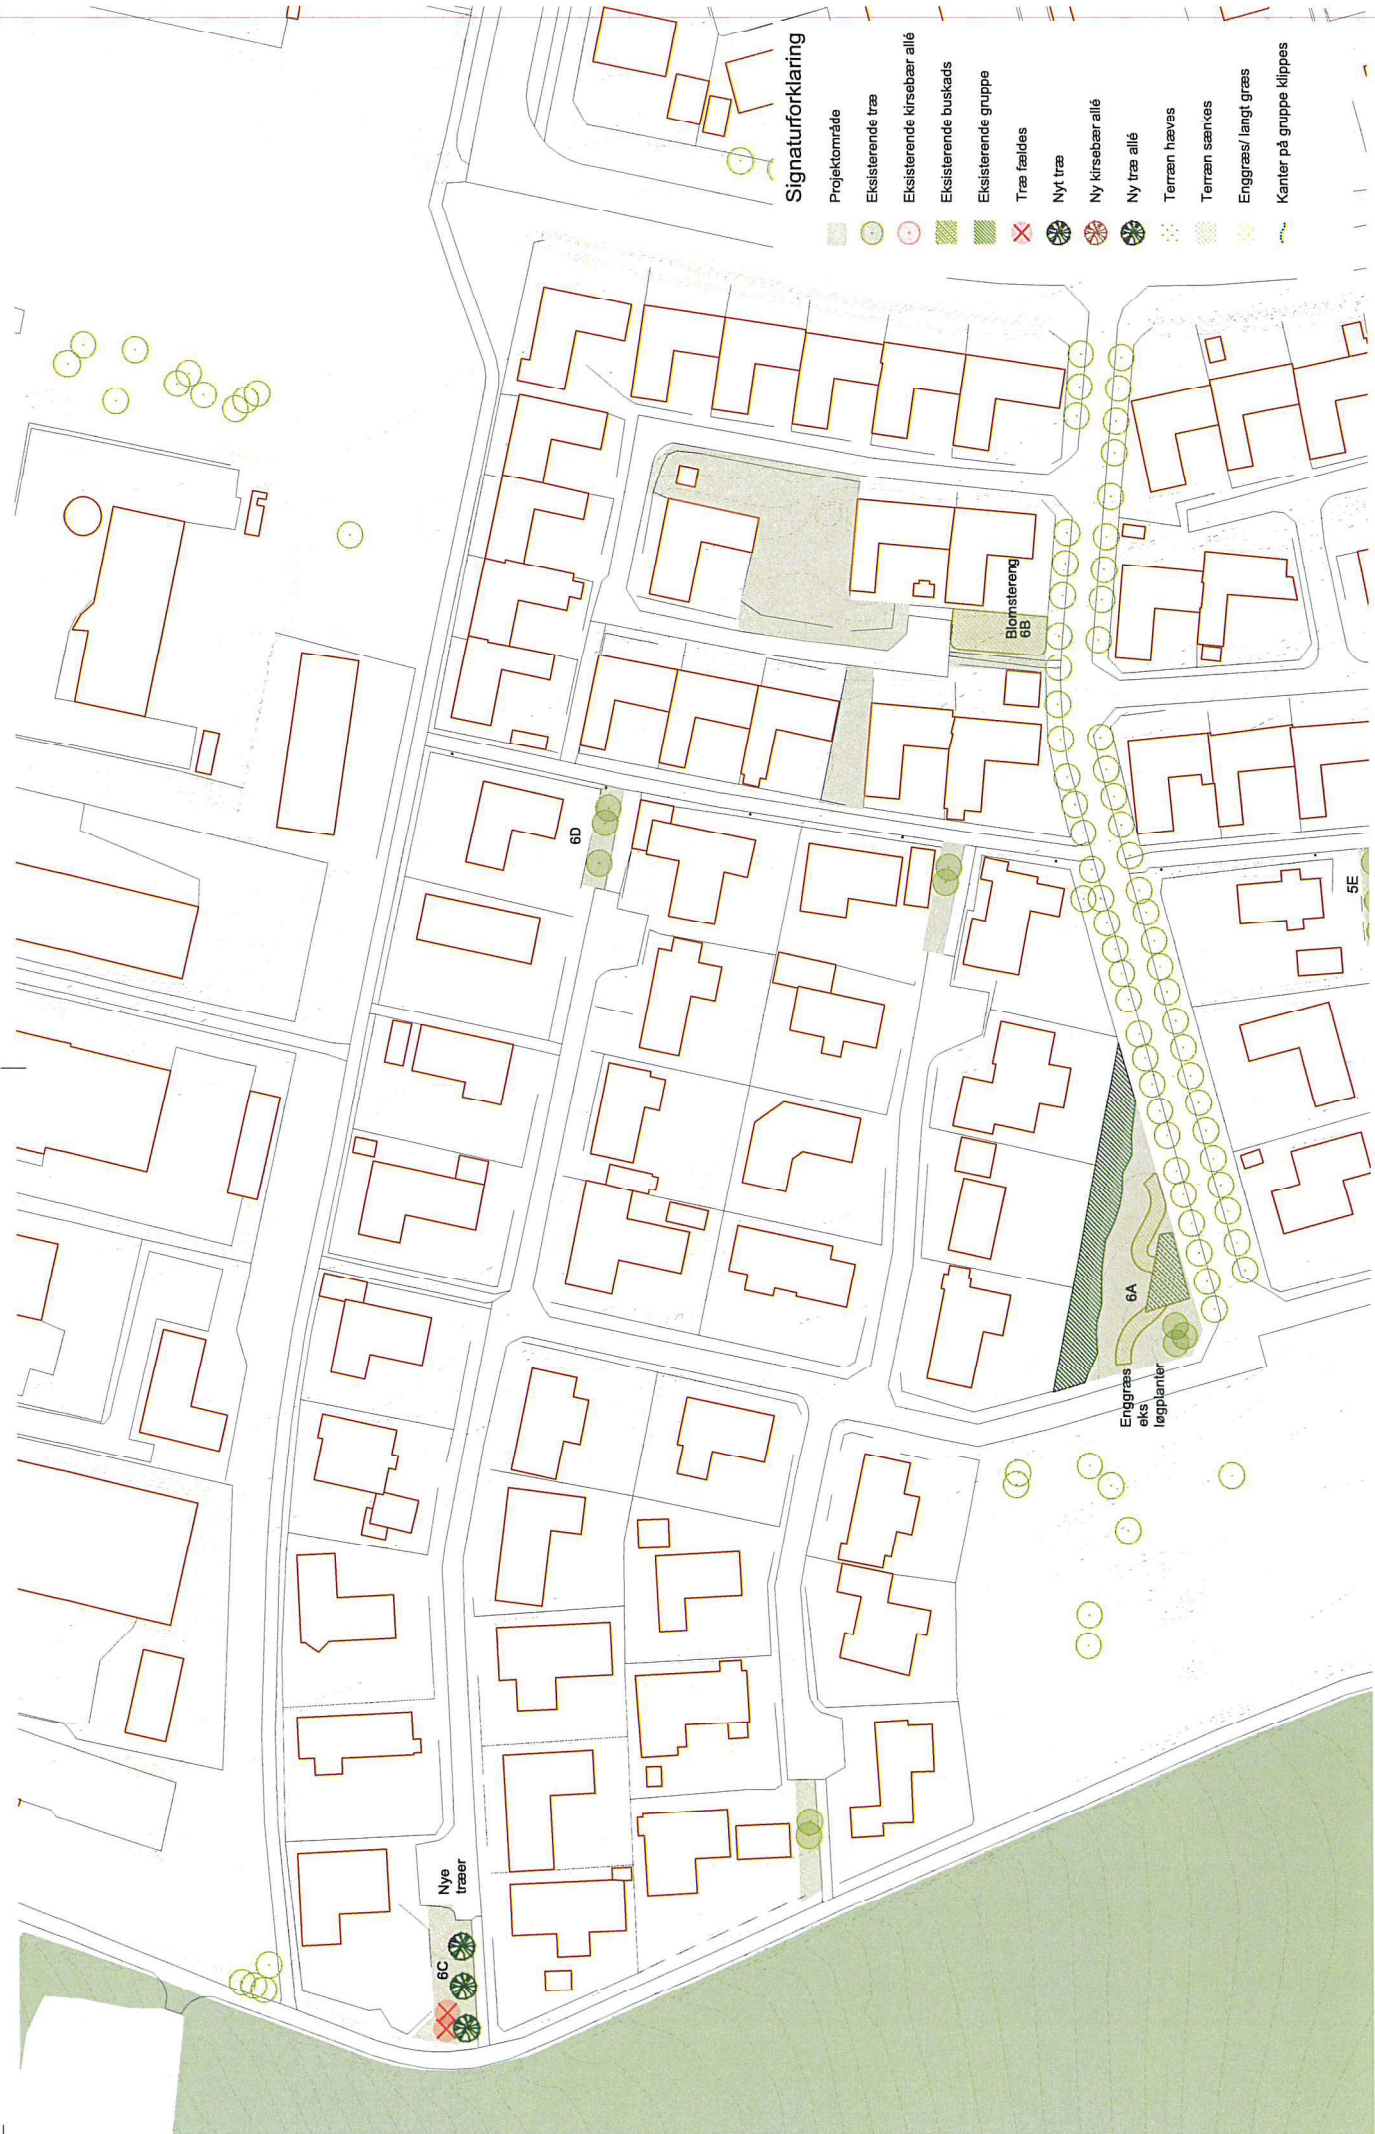 Signaturforklaring
Projektområde
Eksisterende træ
Eksisterende kirsebær allé
Eksisterende buskads
Eksisterende gruppe
Træ fældes
Nyt træ
Ny kirsebær allé
Ny træ allé
Terræn hæves
Terræn sænkes
Enggræs/ langt græs
Kanter på gruppe klippes
Blomstereng
6B
6D
5E
6A
Enggræs
eks
løgplanter
Nye
træer
6C